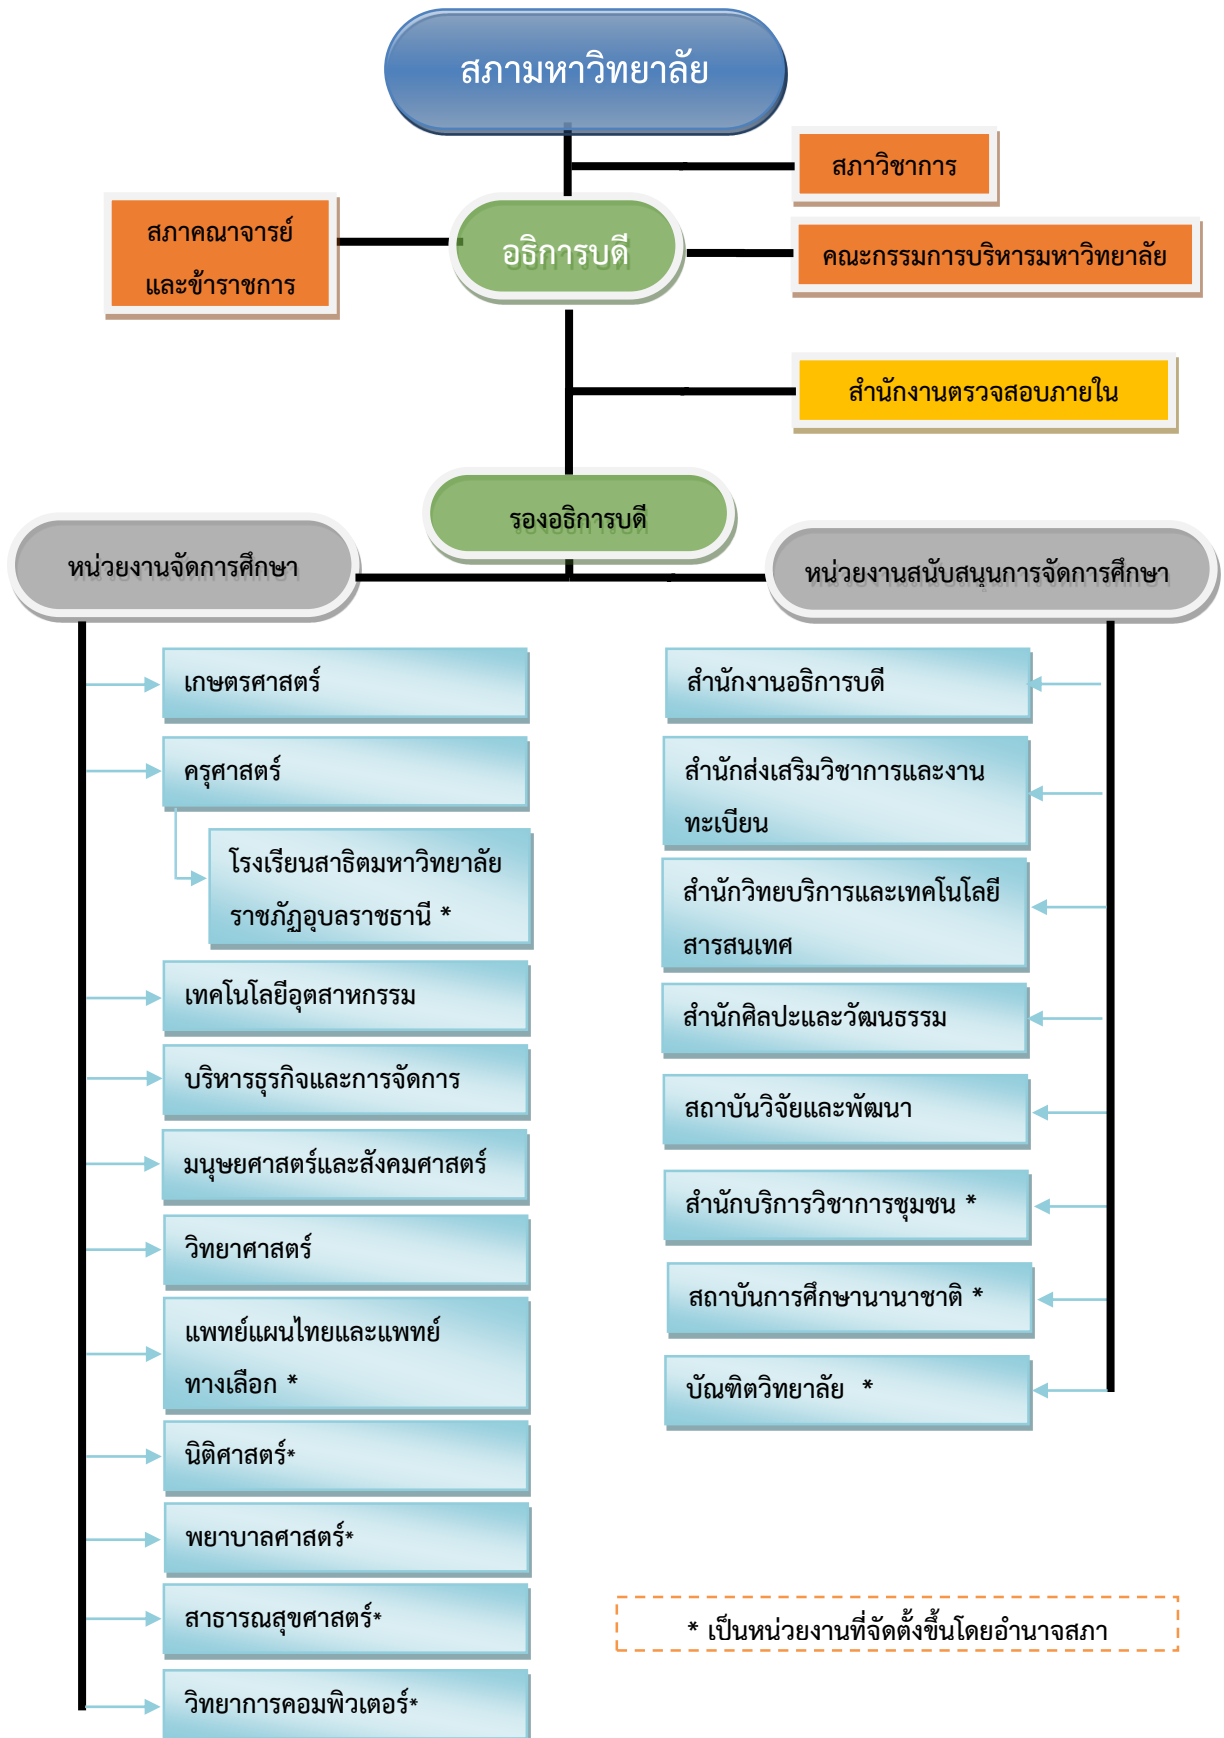 สภามหาวิทยาลัย
สภาวิชาการ
สภาคณาจารย์
และข้าราชการ
อธิการบดี
คณะกรรมการบริหารมหาวิทยาลัย
สำนักงานตรวจสอบภายใน
รองอธิการบดี
หน่วยงานจัดการศึกษา
หน่วยงานสนับสนุนการจัดการศึกษา
เกษตรศาสตร์
ครุศาสตร์
โรงเรียนสาธิตมหาวิทยาลัย
ราชภัฏอุบลราชธานี *
เทคโนโลยีอุตสาหกรรม
บริหารธุรกิจและการจัดการ
มนุษยศาสตร์และสังคมศาสตร์
วิทยาศาสตร์
แพทย์แผนไทยและแพทย์
ทางเลือก *
นิติศาสตร์*
พยาบาลศาสตร์*
สาธารณสุขศาสตร์*
วิทยาการคอมพิวเตอร์*
สำนักงานอธิการบดี
สำนักส่งเสริมวิชาการและงาน
ทะเบียน
สำนักวิทยบริการและเทคโนโลยี
สารสนเทศ
สำนักศิลปะและวัฒนธรรม
สถาบันวิจัยและพัฒนา
สำนักบริการวิชาการชุมชน *
สถาบันการศึกษานานาชาติ *
บัณฑิตวิทยาลัย *
* เป็นหน่วยงานที่จัดตั้งขึ้นโดยอำนาจสภา